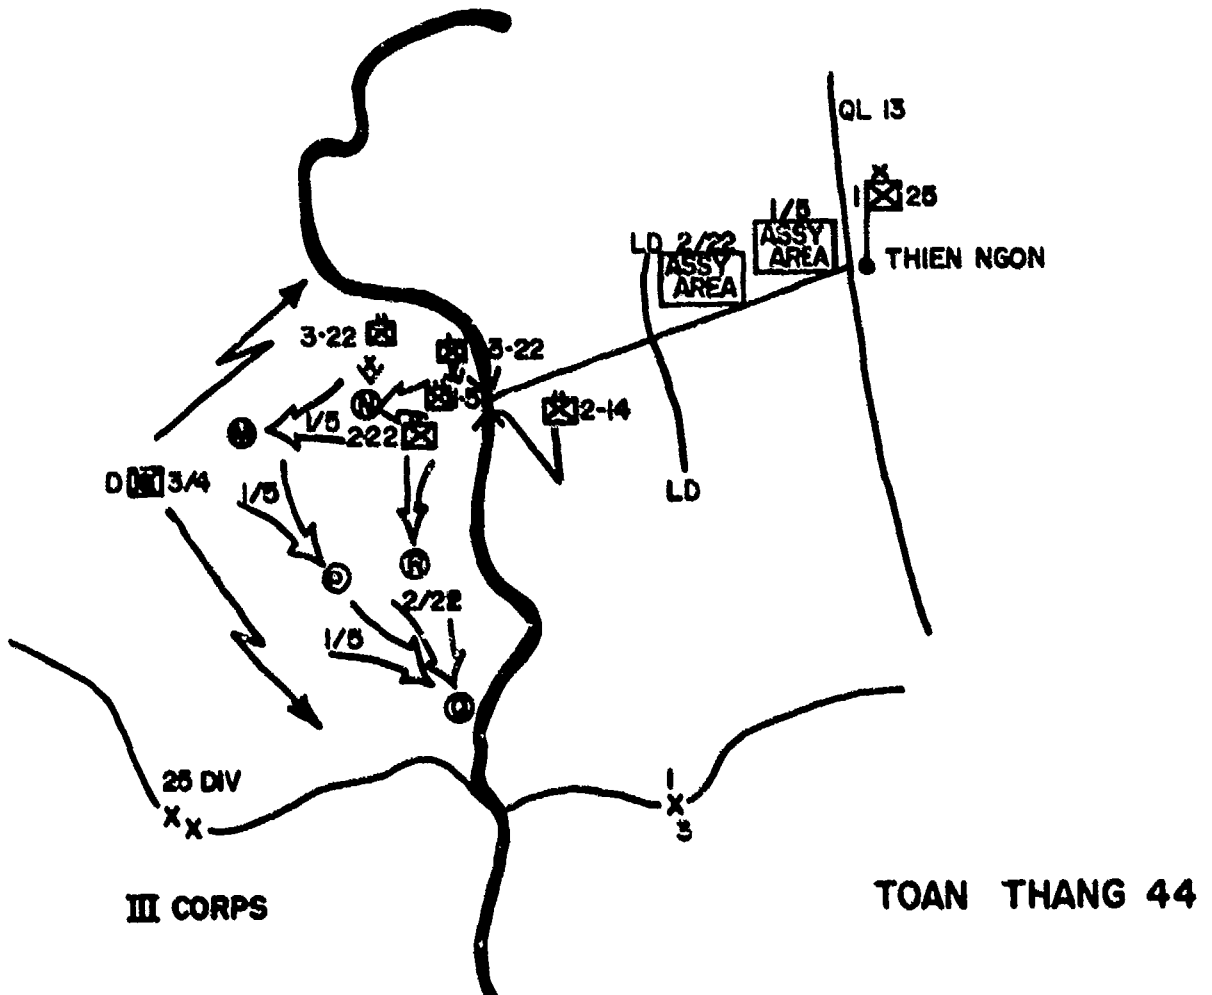 QL 13
1 25
1/5
ASSY
AREA
LD 2/22
ASSY
AREA
THIEN NGON
3-22
3-22
1-5
2-14
1/5
2-22
D 3/4
1/5
LD
2/22
1/5
25 DIV
X
X
1
X
3
III CORPS
TOAN THANG 44